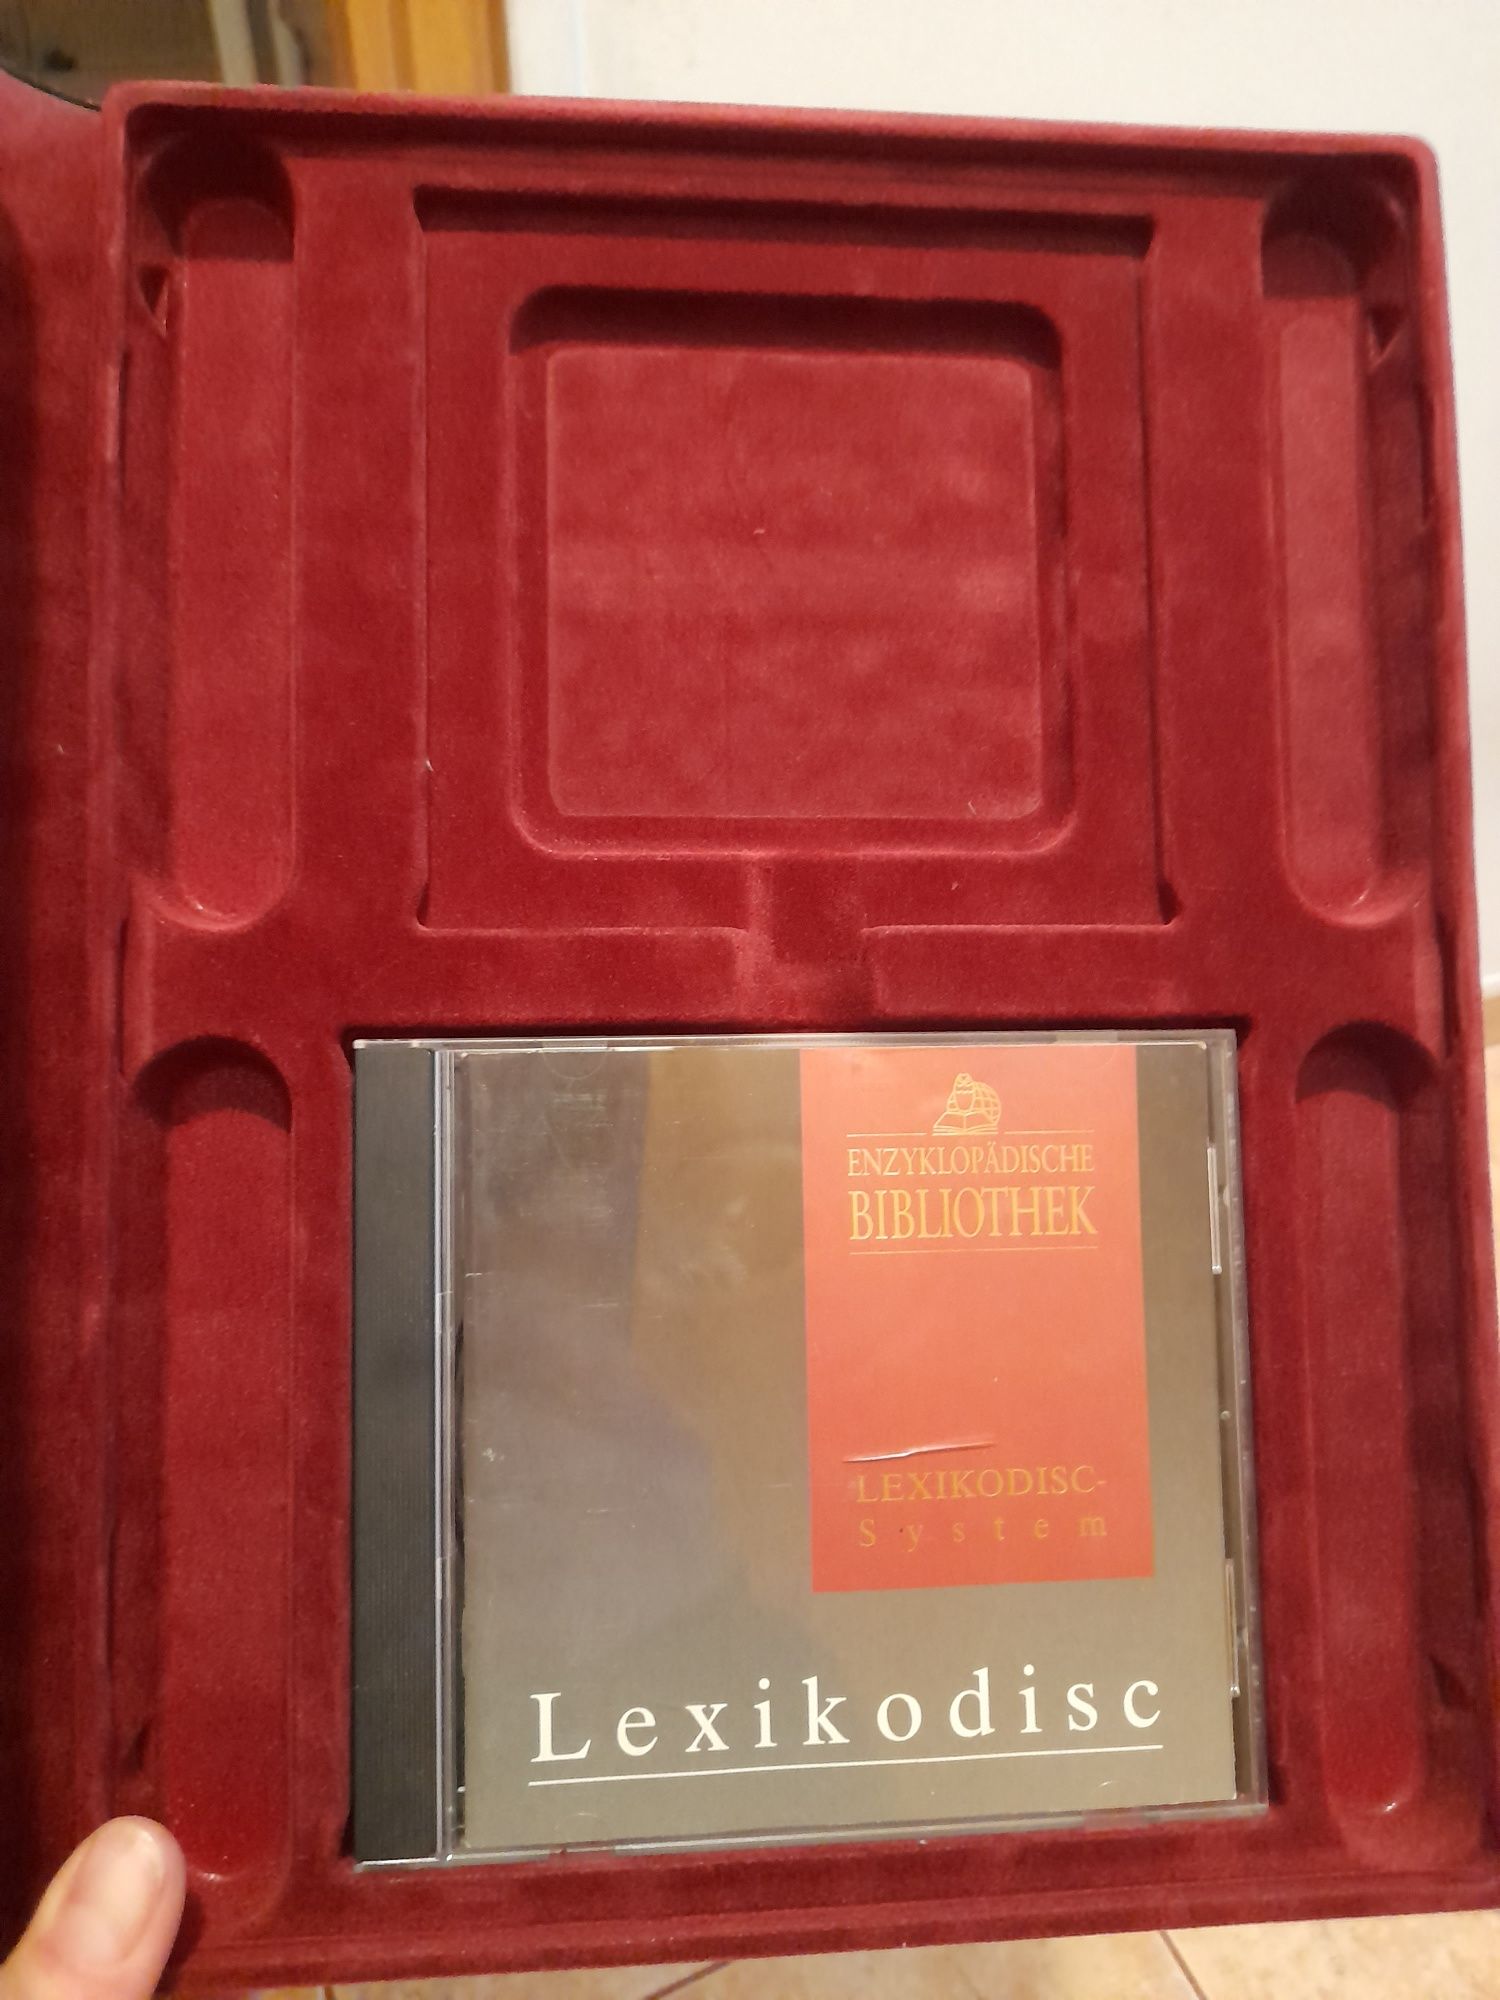 ENZYKLOPÄDISCHE
BIBLIOTHEK
LEXIKODISC-
System
Lexikodisc